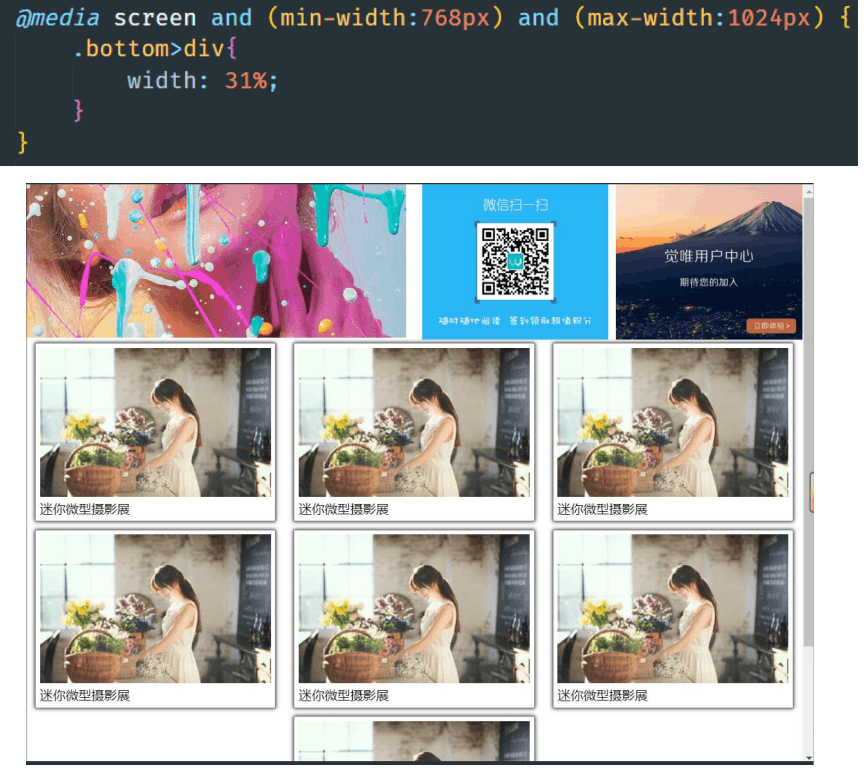 @media screen and (min-width:768px) and (max-width:1024px) {
.bottom>div{
width: 31%;
}
}
微信扫一扫
随时随地阅读 签到领取超值积分
觉唯用户中心
期待您的加入
立即体验>
迷你微型摄影展
迷你微型摄影展
迷你微型摄影展
迷你微型摄影展
迷你微型摄影展
迷你微型摄影展